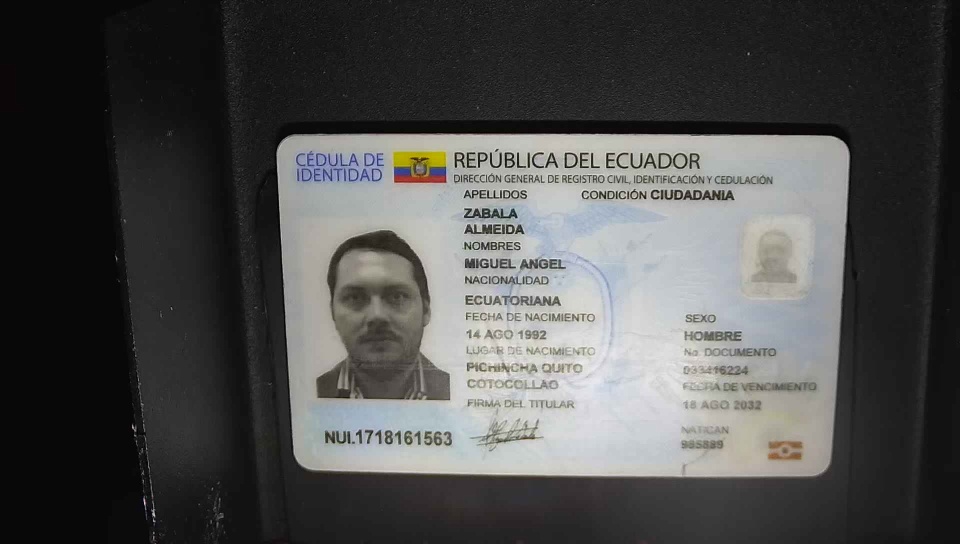 CÉDULA DE
IDENTIDAD
REPÚBLICA DEL ECUADOR
DIRECCIÓN GENERAL DE REGISTRO CIVIL, IDENTIFICACIÓN Y CEDULACIÓN
APELLIDOS
CONDICIÓN CIUDADANIA
ZABALA
ALMEIDA
NOMBRES
MIGUEL ANGEL
NACIONALIDAD
ECUATORIANA
FECHA DE NACIMIENTO
14 AGO 1992
LUGAR DE NACIMIENTO
PICHINCHA QUITO
COTOCOLLAO
FIRMA DEL TITULAR
SEXO
HOMBRE
No. DOCUMENTO
033416224
FECHA DE VENCIMIENTO
18 AGO 2032
NAT/CAN
985889
NUI.1718161563